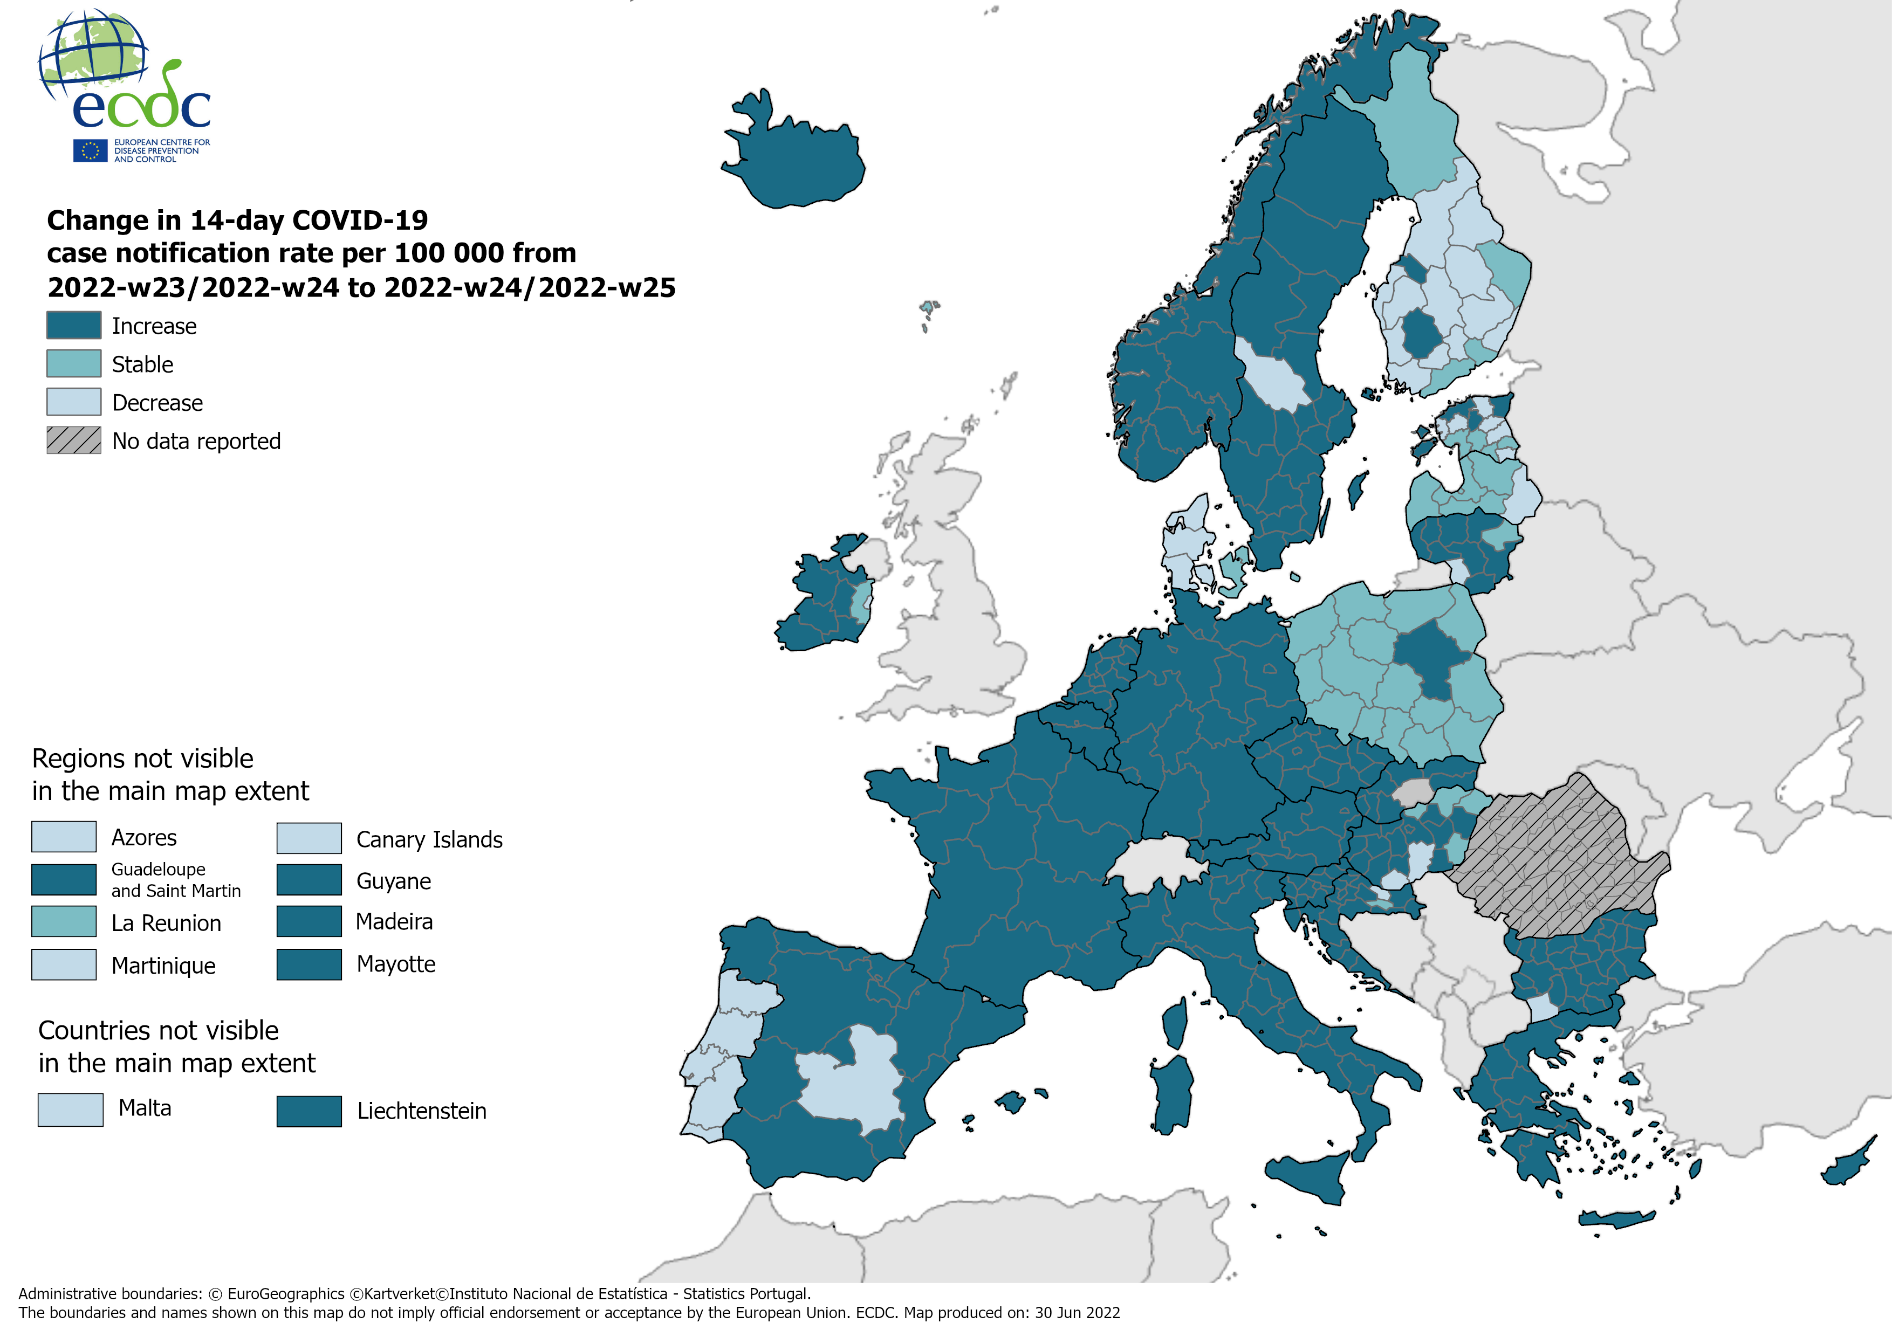 ecdc
EUROPEAN CENTRE FOR
DISEASE PREVENTION
AND CONTROL
Change in 14-day COVID-19
case notification rate per 100 000 from
2022-w23/2022-w24 to 2022-w24/2022-w25
Increase
Stable
Decrease
No data reported
Regions not visible
in the main map extent
Azores
Canary Islands
Guadeloupe
and Saint Martin
Guyane
La Reunion
Madeira
Martinique
Mayotte
Countries not visible
in the main map extent
Malta
Liechtenstein
Administrative boundaries: © EuroGeographics ©Kartverket©Instituto Nacional de Estatística - Statistics Portugal.
The boundaries and names shown on this map do not imply official endorsement or acceptance by the European Union. ECDC. Map produced on: 30 Jun 2022